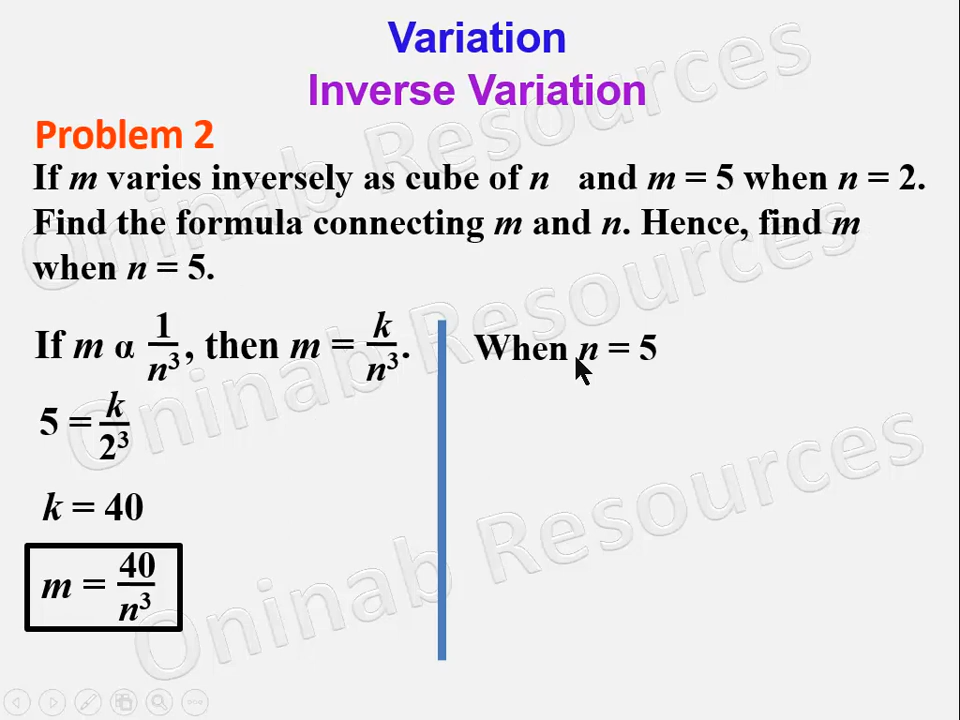 Variation
Inverse Variation
Problem 2
If m varies inversely as cube of n and m = 5 when n = 2.
Find the formula connecting m and n. Hence, find m
when n = 5.
If m α 1/n³, then m = k/n³.
When n = 5
5 = k/2³
k = 40
m = 40/n³
Oninab Resources
Oninab Resources
Oninab Resources